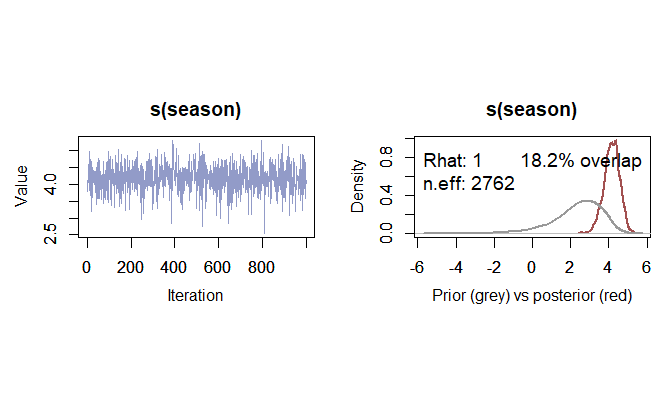 s(season)
Value
2.5 4.0
0 200 400 600 800
Iteration
s(season)
Density
0.0 0.4 0.8
Rhat: 1 18.2% overlap
n.eff: 2762
-6 -4 -2 0 2 4 6
Prior (grey) vs posterior (red)